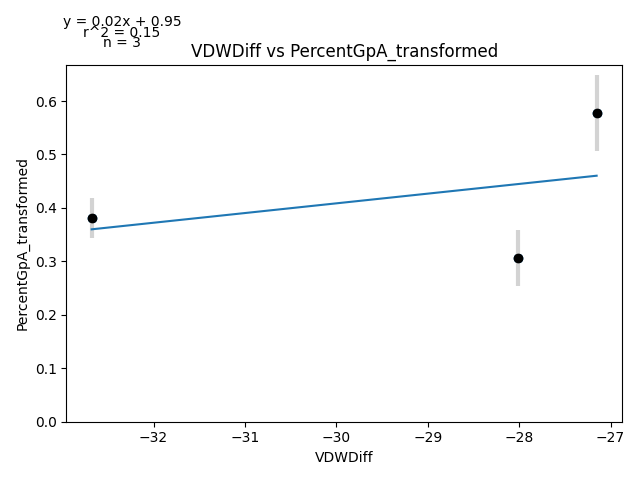 y = 0.02x + 0.95
r^2 = 0.15
n = 3
VDWDiff vs PercentGpA_transformed
PercentGpA_transformed
0.6
0.5
0.4
0.3
0.2
0.1
0.0
−32 −31 −30 −29 −28 −27
VDWDiff